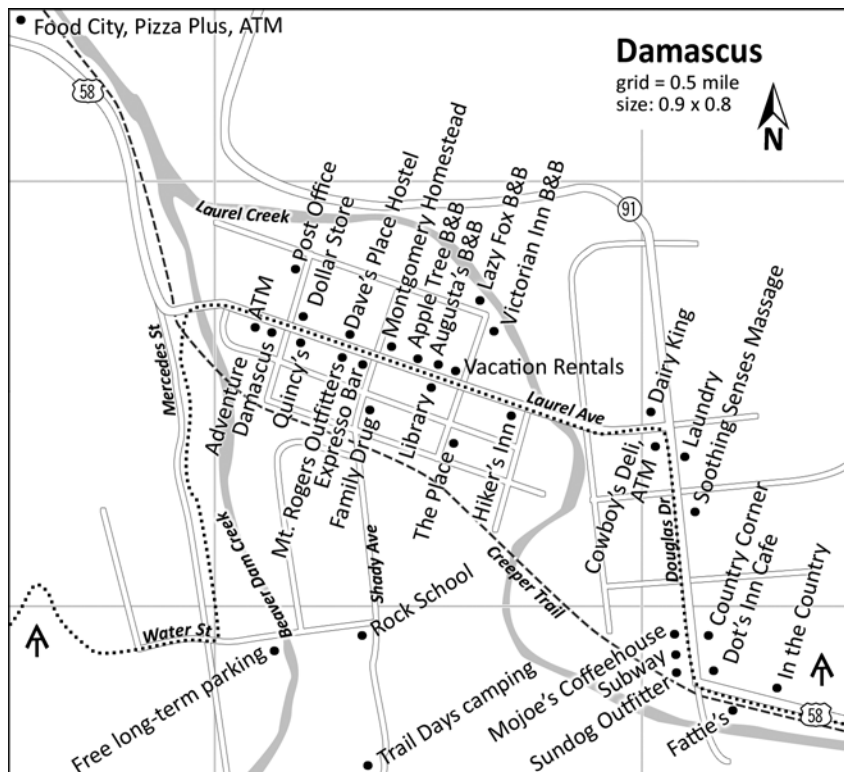 Food City, Pizza Plus, ATM
Damascus
grid = 0.5 mile
size: 0.9 x 0.8
N
58
91
Laurel Creek
Post Office
Dollar Store
Dave's Place Hostel
Montgomery Homestead
Apple Tree B&B
Augusta's B&B
Lazy Fox B&B
Victorian Inn B&B
ATM
Mercedes St
Adventure
Damascus
Quincy's
Mt. Rogers Outfitters
Expresso Bar
Family Drug
Library
The Place
Hiker's Inn
Vacation Rentals
Laurel Ave
Dairy King
Laundry
Soothing Senses Massage
Cowboy's Deli,
ATM
Douglas Dr
Country Corner
Dot's Inn Cafe
In the Country
Beaver Dam Creek
Shady Ave
Creeper Trail
Water St
Rock School
Free long-term parking
Trail Days camping
Mojoe's Coffeehouse
Subway
Sundog Outfitter
Fattie's
58